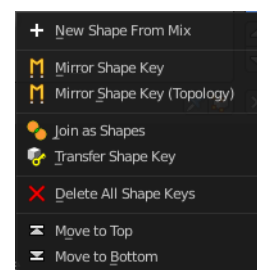 New Shape From Mix
Mirror Shape Key
Mirror Shape Key (Topology)
Join as Shapes
Transfer Shape Key
Delete All Shape Keys
Move to Top
Move to Bottom